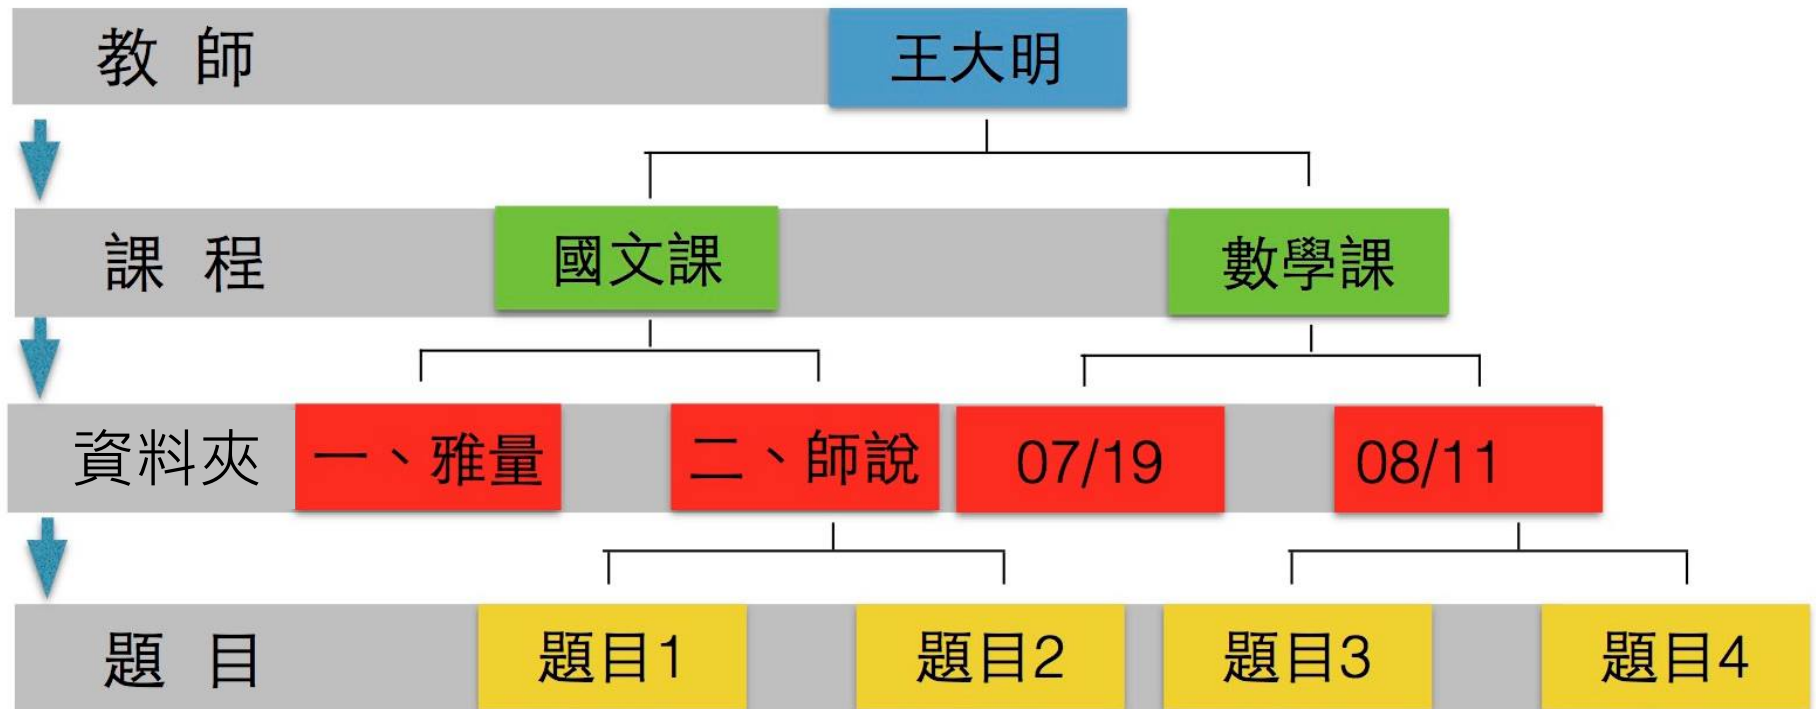 教 師 王大明
課 程 國文課 數學課
資料夾 一、雅量 二、師說 07/19 08/11
題 目 題目1 題目2 題目3 題目4